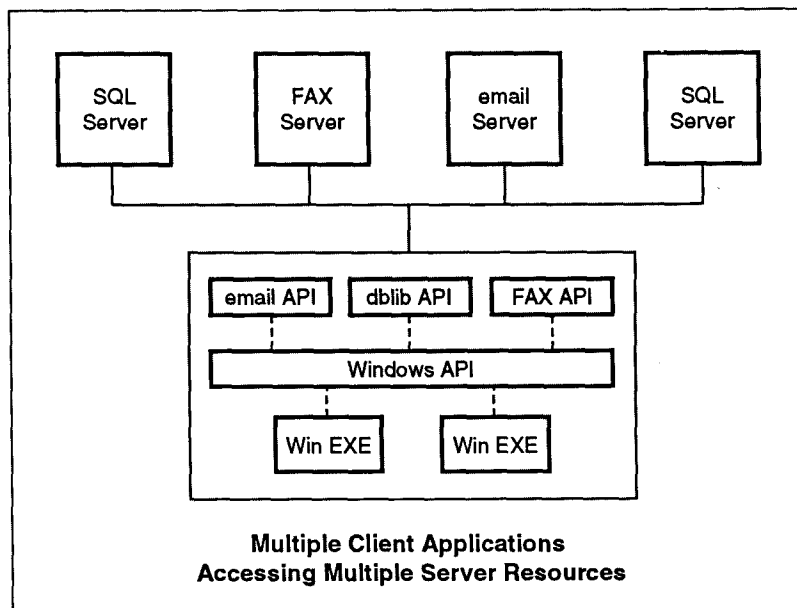 SQL
Server
FAX
Server
email
Server
SQL
Server
email API
dblib API
FAX API
Windows API
Win EXE
Win EXE
Multiple Client Applications
Accessing Multiple Server Resources